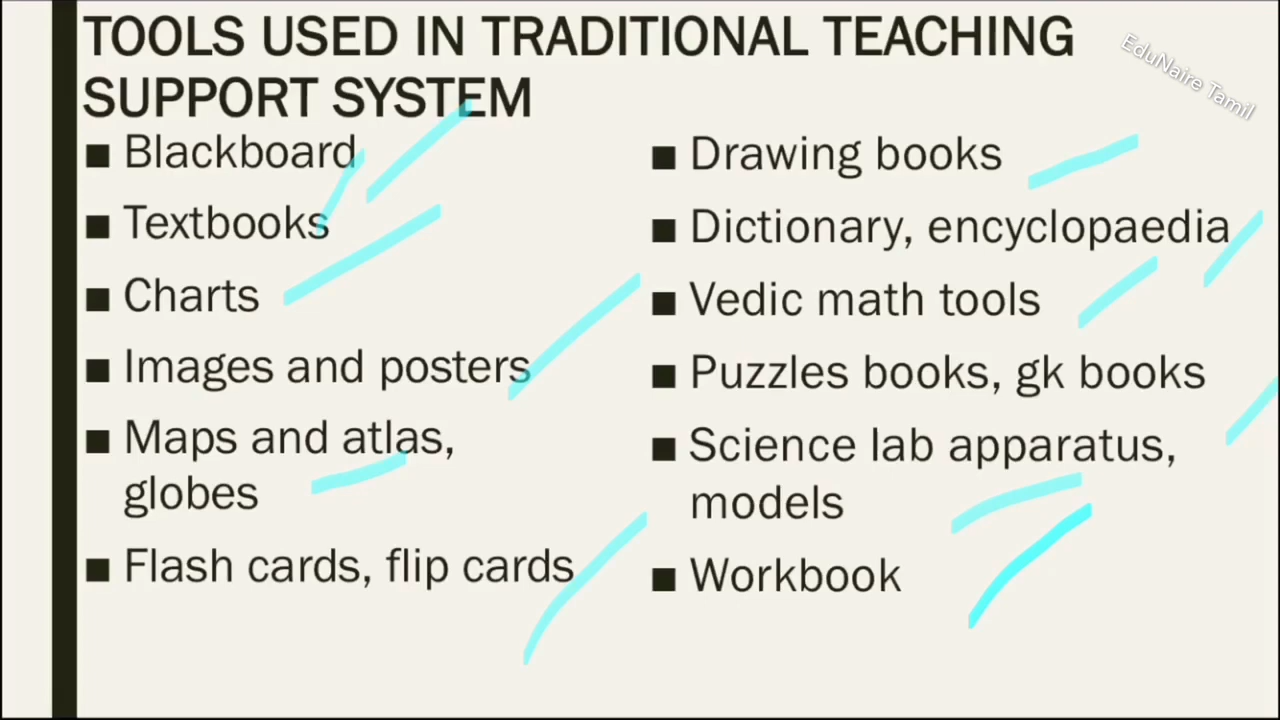 TOOLS USED IN TRADITIONAL TEACHING
SUPPORT SYSTEM
EduNaire Tamil
■ Blackboard
■ Textbooks
■ Charts
■ Images and posters
■ Maps and atlas,
globes
■ Flash cards, flip cards
■ Drawing books
■ Dictionary, encyclopaedia
■ Vedic math tools
■ Puzzles books, gk books
■ Science lab apparatus,
models
■ Workbook